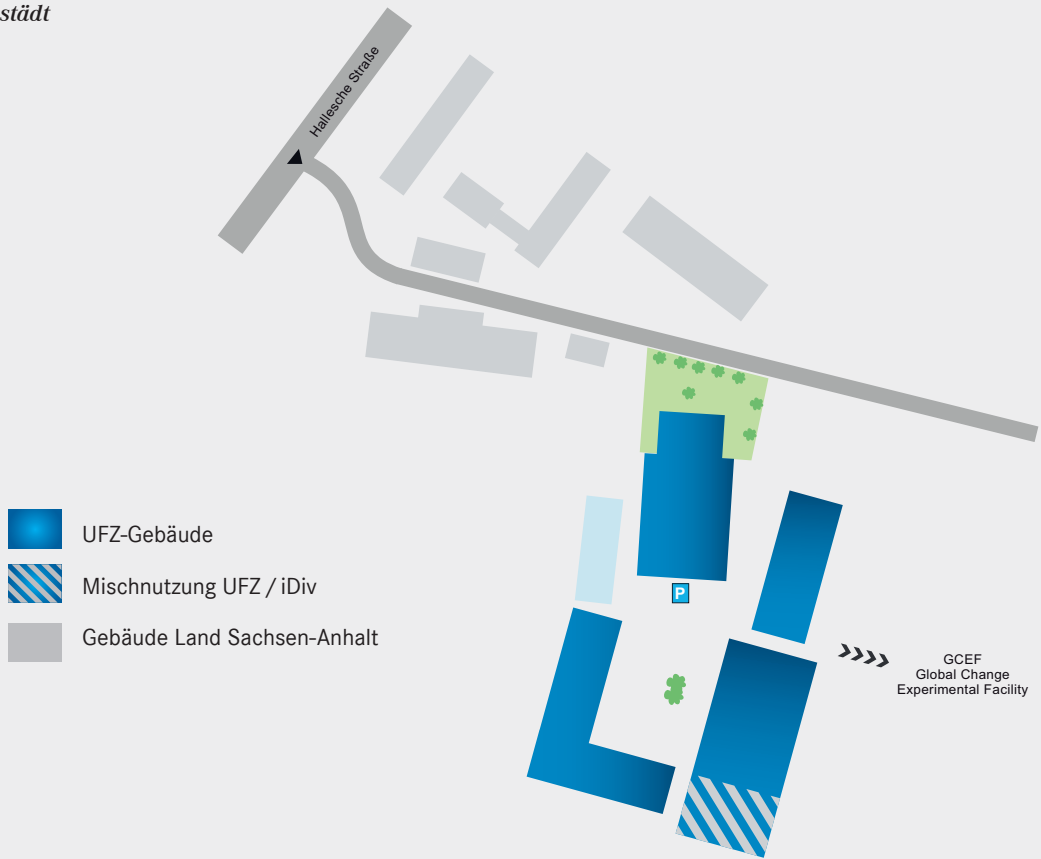 städt
Hallesche Straße
P
UFZ-Gebäude
Mischnutzung UFZ / iDiv
Gebäude Land Sachsen-Anhalt
GCEF
Global Change
Experimental Facility